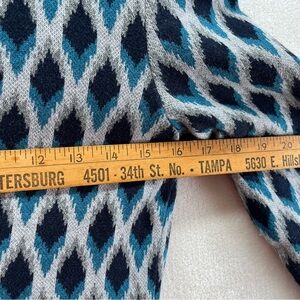 12 13 14 15 16 17 18 19 20
TERSBURG 4501 - 34th St. No. • TAMPA 5630 E. Hills